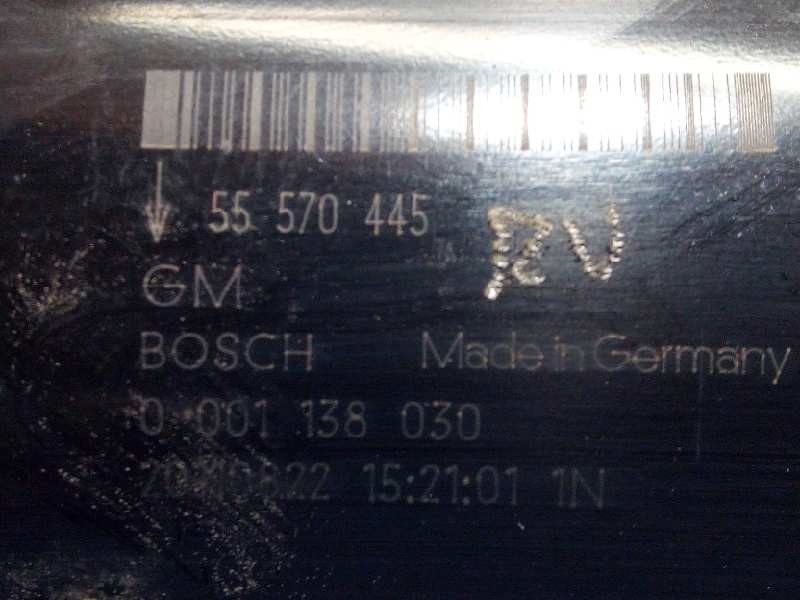 55 570 445
GM
BOSCH Made in Germany
0 001 138 030
15:21:01 1N